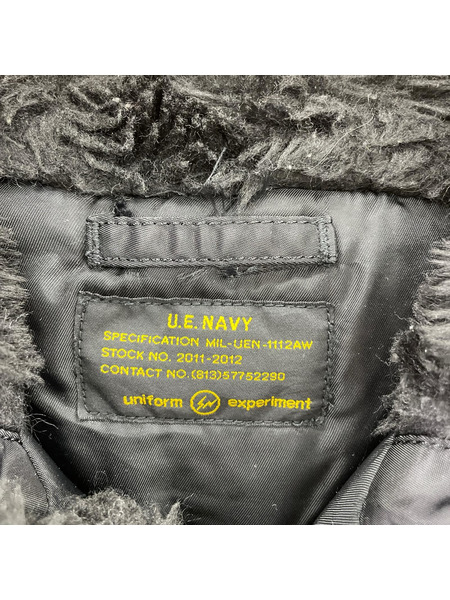 U.E. NAVY
SPECIFICATION MIL-UEN-1112AW
STOCK NO. 2011-2012
CONTACT NO.(813)57752290
uniform experiment